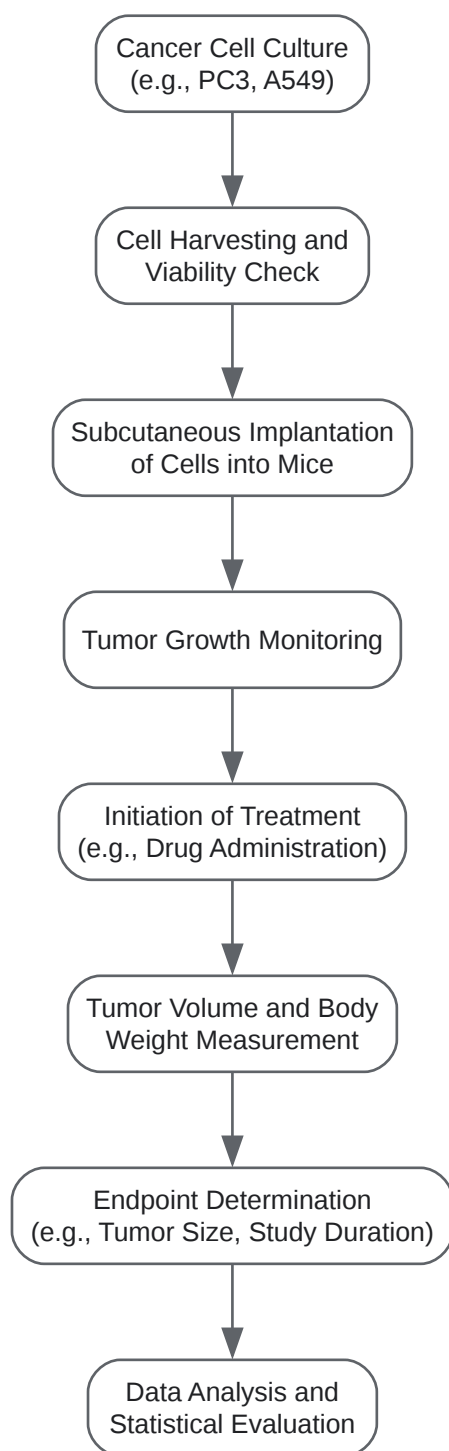 Cancer Cell Culture
(e.g., PC3, A549)
Cell Harvesting and
Viability Check
Subcutaneous Implantation
of Cells into Mice
Tumor Growth Monitoring
Initiation of Treatment
(e.g., Drug Administration)
Tumor Volume and Body
Weight Measurement
Endpoint Determination
(e.g., Tumor Size, Study Duration)
Data Analysis and
Statistical Evaluation